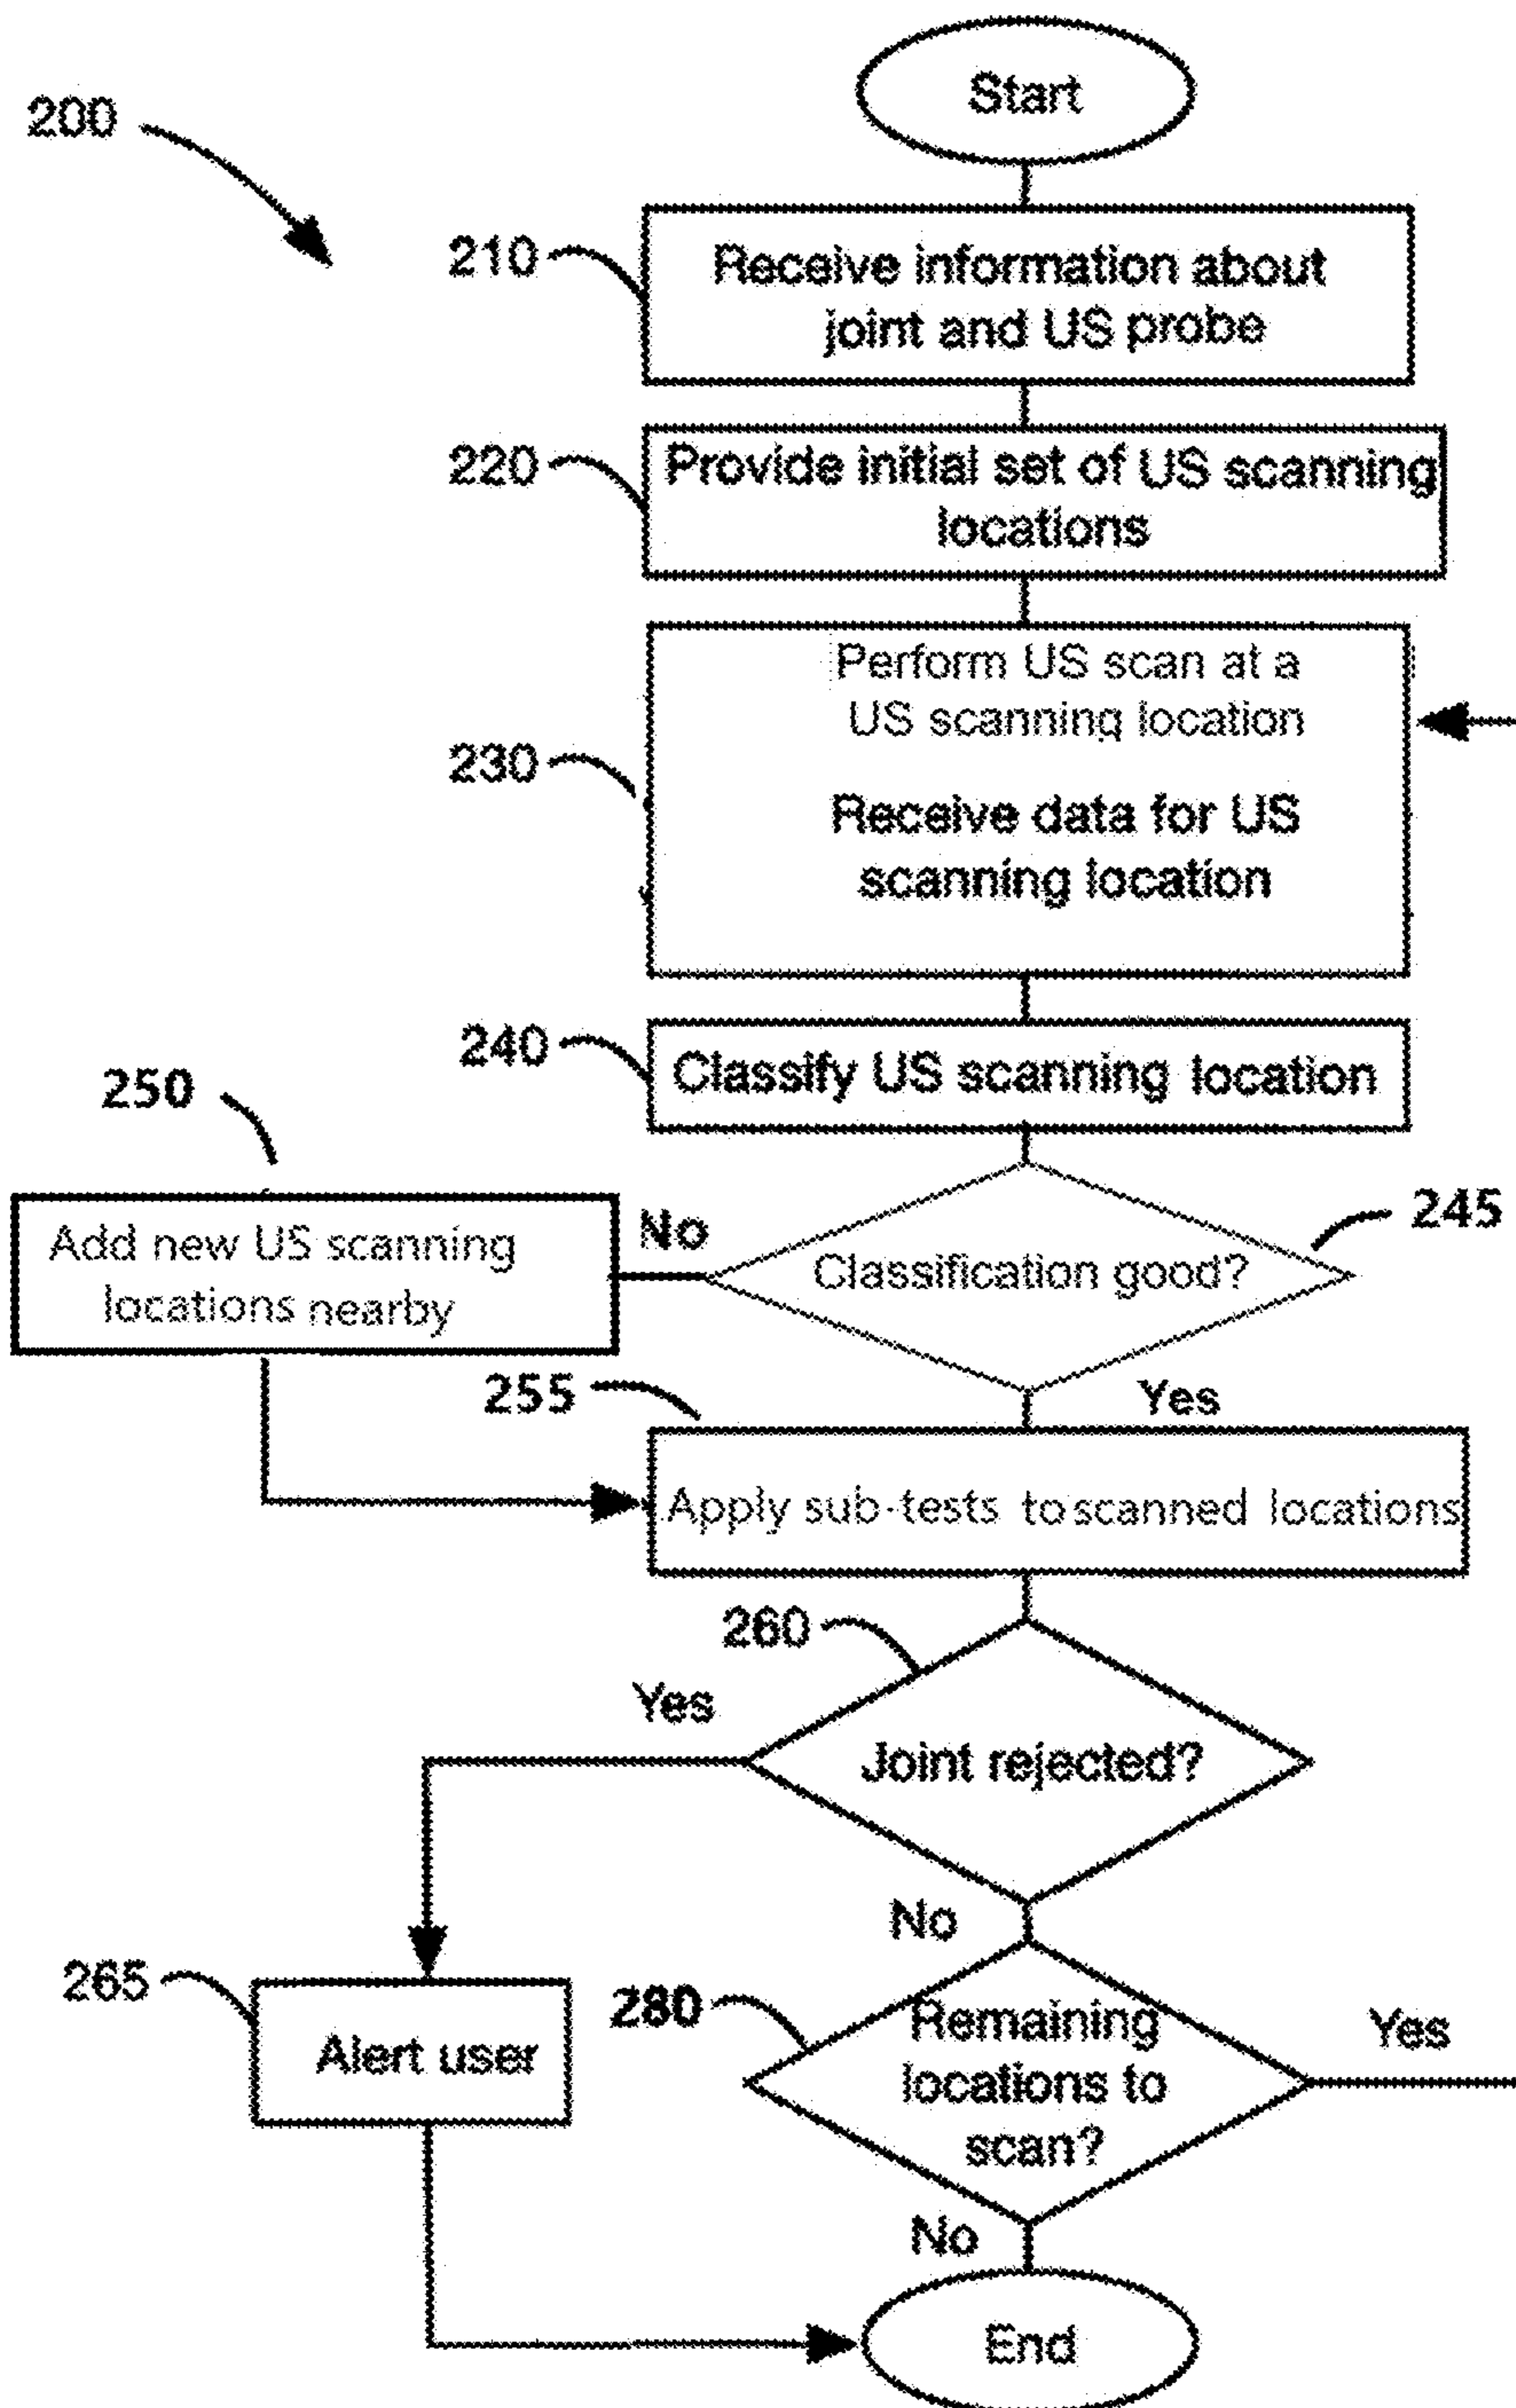 Start
200
210
Receive information about
joint and US probe
220
Provide initial set of US scanning
locations
Perform US scan at a
US scanning location
230
Receive data for US
scanning location
240
Classify US scanning location
250
245
Add new US scanning
locations nearby
No
Classification good?
255
Yes
Apply sub-tests to scanned locations
260
Yes
Joint rejected?
No
265
Alert user
280
Remaining
locations to
scan?
Yes
No
End